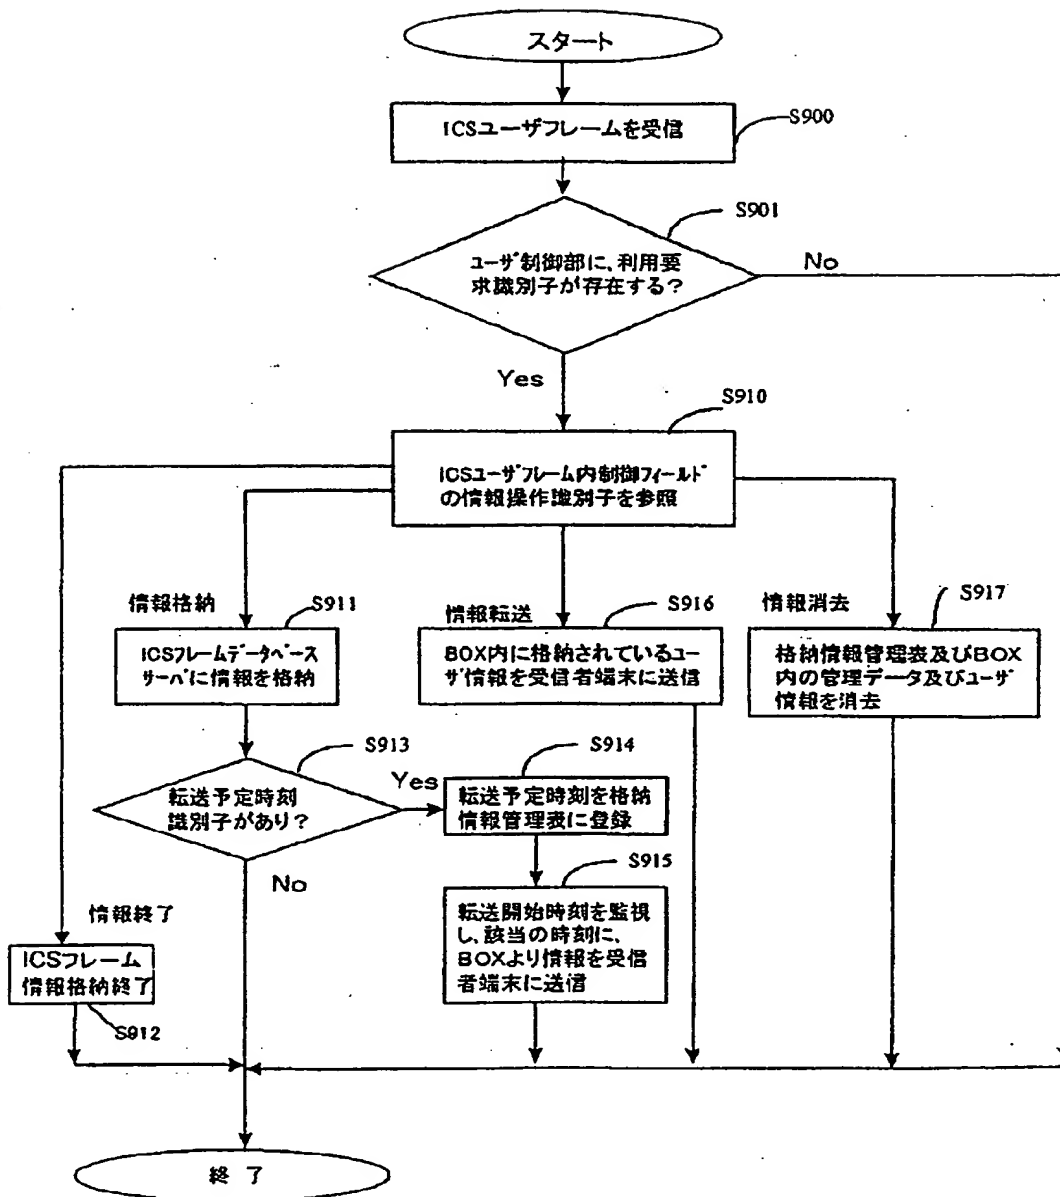 スタート
ICSユーザフレームを受信
S900
S901
ユーザ制御部に、利用要
求識別子が存在する?
No
Yes
S910
ICSユーザフレーム内制御フィールド
の情報操作識別子を参照
情報格納
S911
ICSフレームデータベース
サーバに情報を格納
情報転送
S916
BOX内に格納されているユー
ザ情報を受信者端末に送信
情報消去
S917
格納情報管理表及びBOX
内の管理データ及びユーザ
情報を消去
S913
転送予定時刻
識別子があり?
Yes
No
S914
転送予定時刻を格納
情報管理表に登録
S915
転送開始時刻を監視
し、該当の時刻に、
BOXより情報を受信
者端末に送信
情報終了
ICSフレーム
情報格納終了
S912
終 了